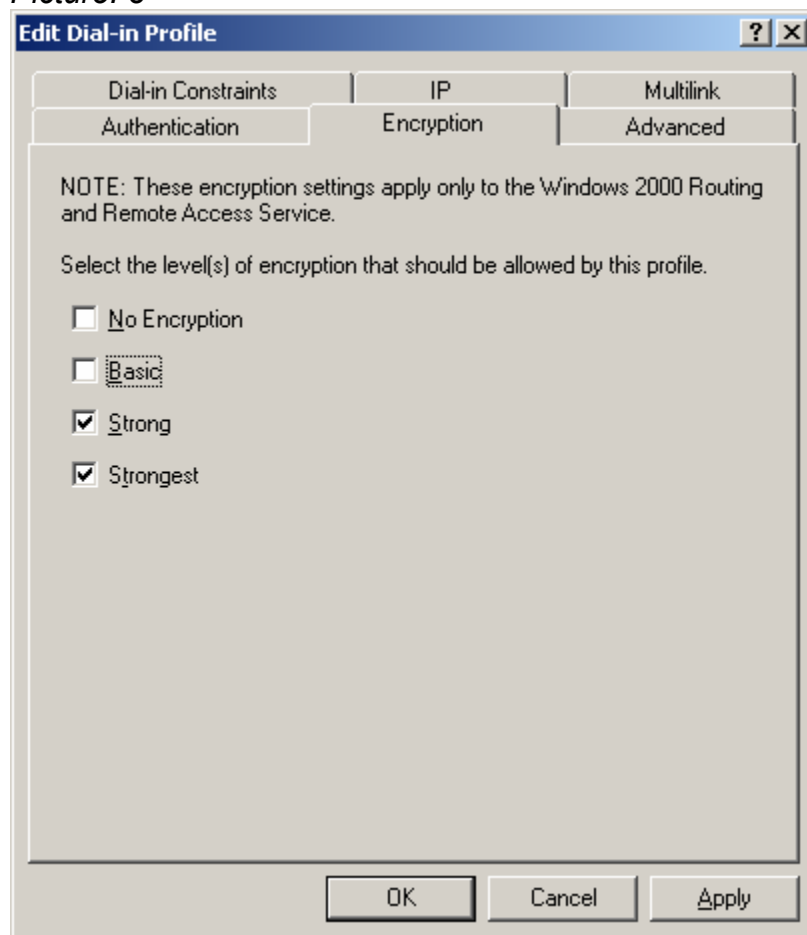 Edit Dial-in Profile
Dial-in Constraints
IP
Multilink
Authentication
Encryption
Advanced
NOTE: These encryption settings apply only to the Windows 2000 Routing
and Remote Access Service.
Select the level(s) of encryption that should be allowed by this profile.
No Encryption
Basic
Strong
Strongest
OK
Cancel
Apply